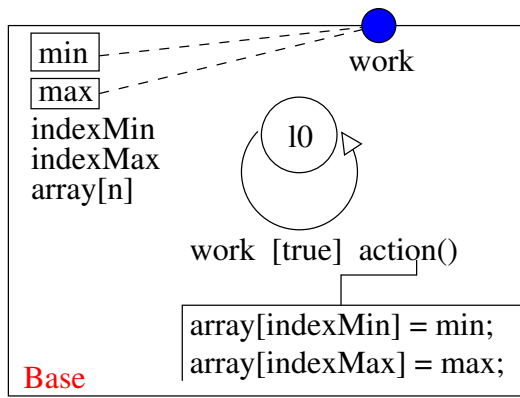 min
work
max
indexMin
indexMax
array[n]
l0
work [true] action()
array[indexMin] = min;
array[indexMax] = max;
Base